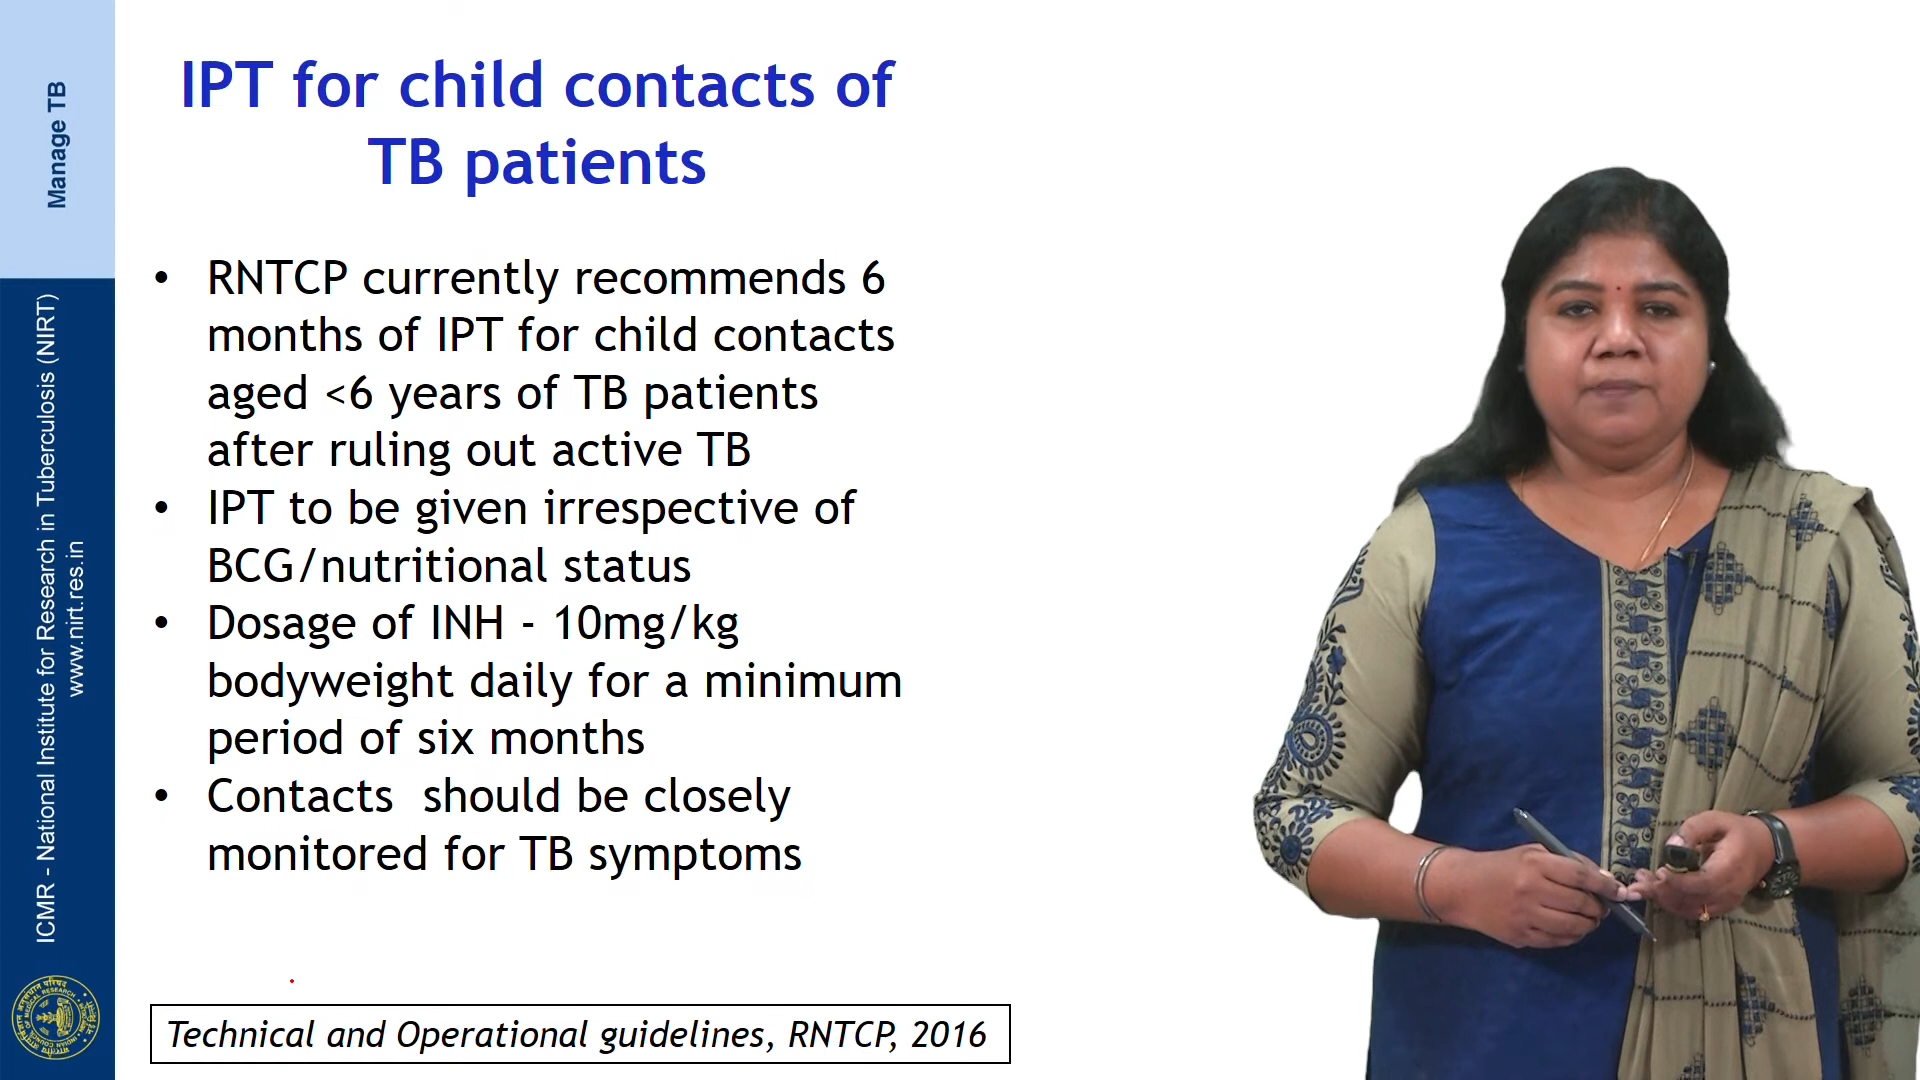 Manage TB
ICMR - National Institute for Research in Tuberculosis (NIRT)
www.nirt.res.in
IPT for child contacts of
TB patients
• RNTCP currently recommends 6
months of IPT for child contacts
aged <6 years of TB patients
after ruling out active TB
• IPT to be given irrespective of
BCG/nutritional status
• Dosage of INH - 10mg/kg
bodyweight daily for a minimum
period of six months
• Contacts  should be closely
monitored for TB symptoms
Technical and Operational guidelines, RNTCP, 2016